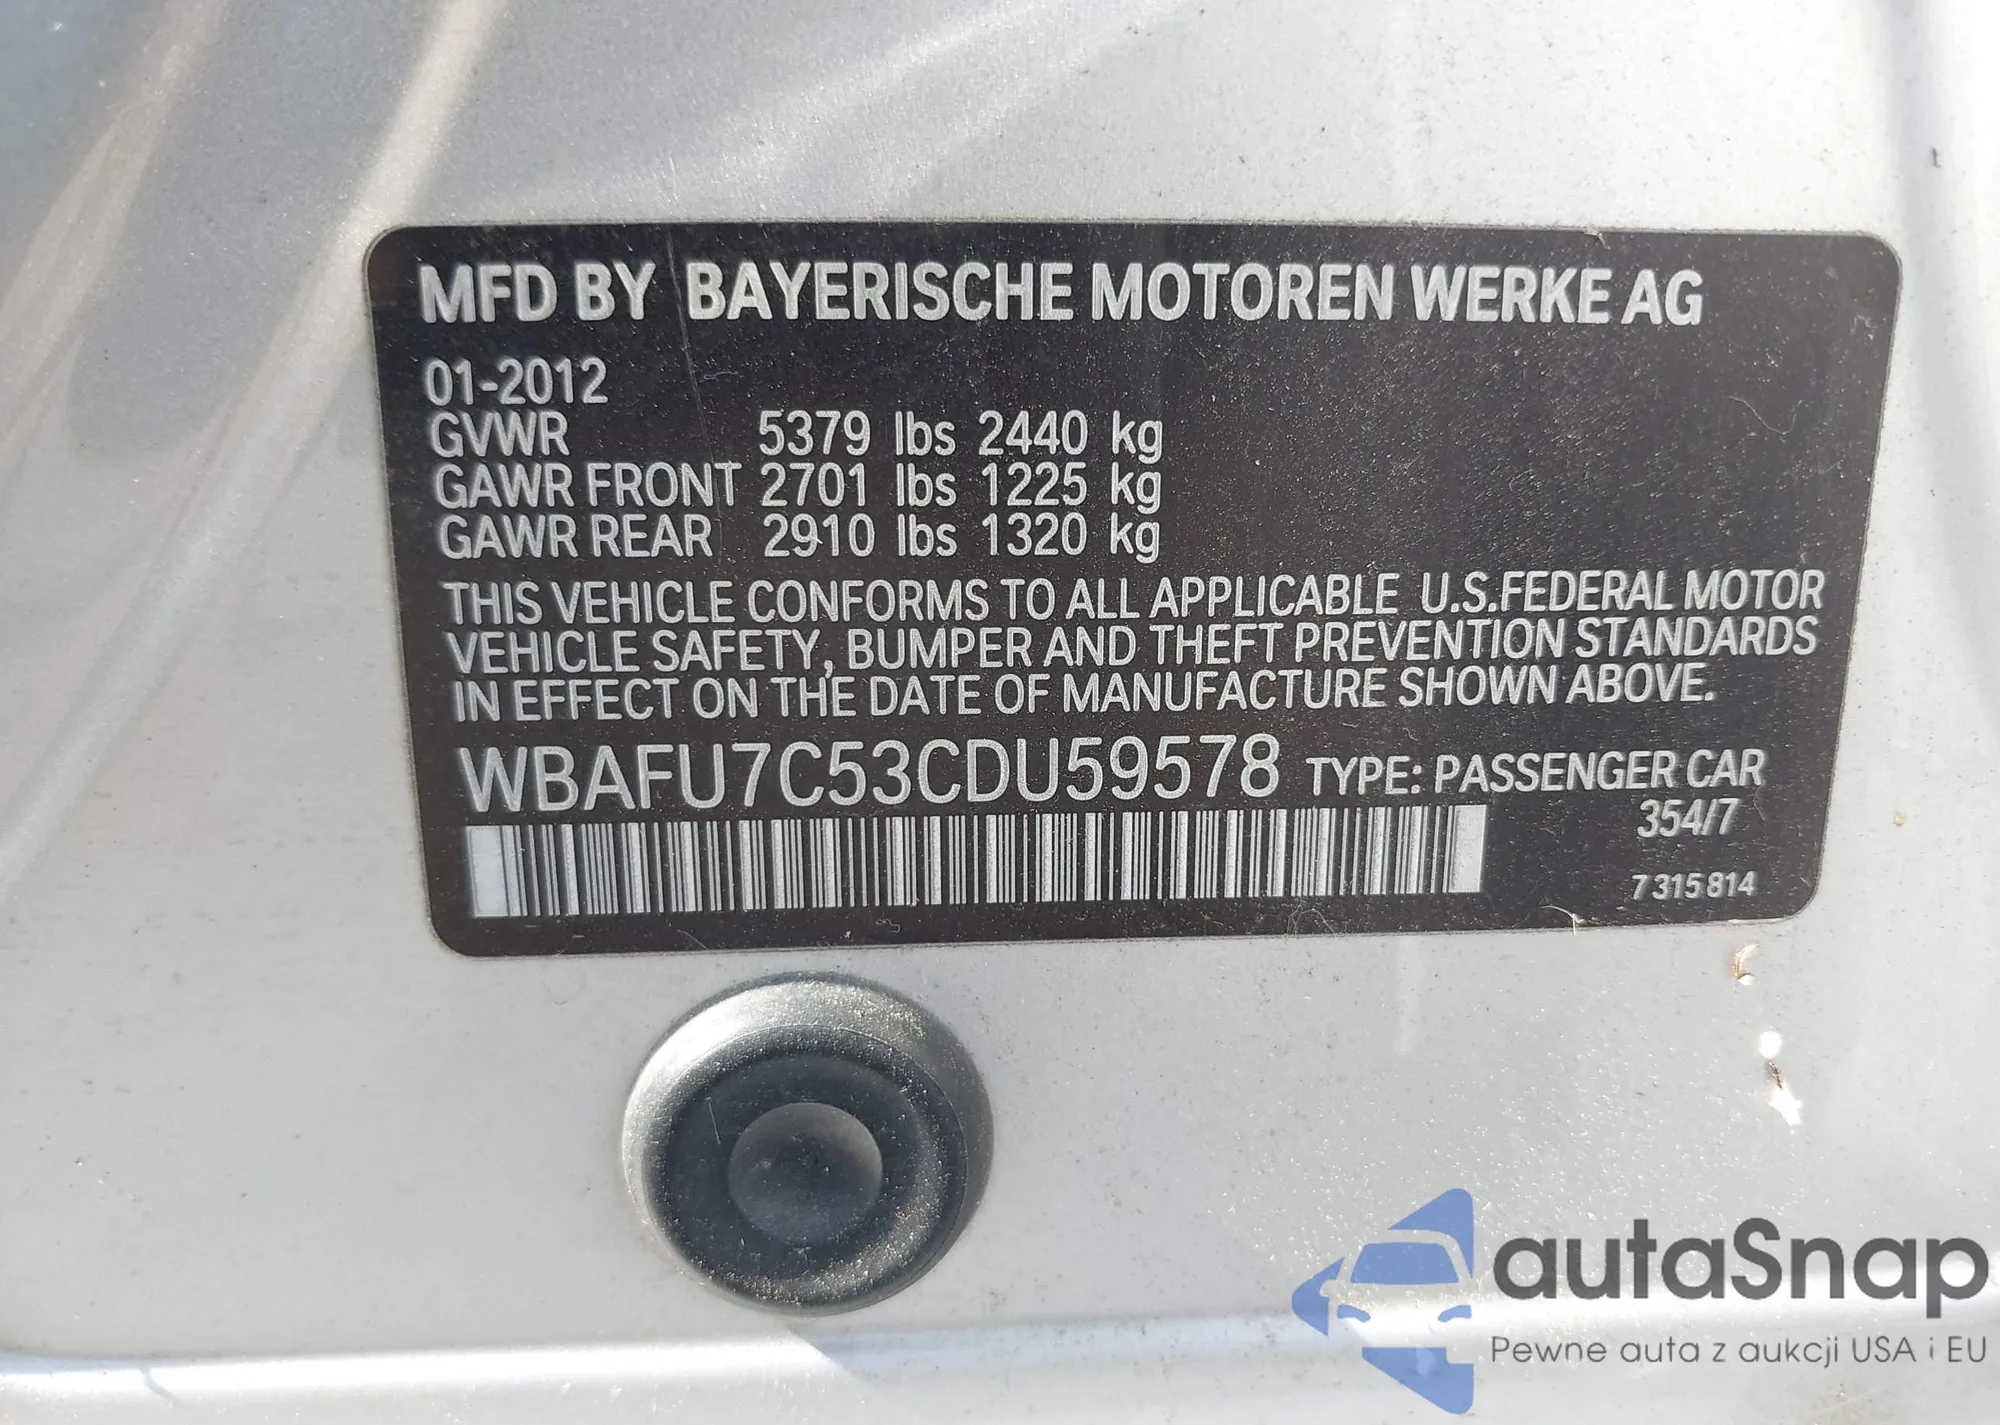 MFD BY BAYERISCHE MOTOREN WERKE AG
01-2012
GVWR 5379 lbs 2440 kg
GAWR FRONT 2701 lbs 1225 kg
GAWR REAR 2910 lbs 1320 kg
THIS VEHICLE CONFORMS TO ALL APPLICABLE U.S.FEDERAL MOTOR
VEHICLE SAFETY, BUMPER AND THEFT PREVENTION STANDARDS
IN EFFECT ON THE DATE OF MANUFACTURE SHOWN ABOVE.
WBAFU7C53CDU59578 TYPE: PASSENGER CAR
354/7
7315814
autaSnap
Pewne auta z aukcji USA i EU